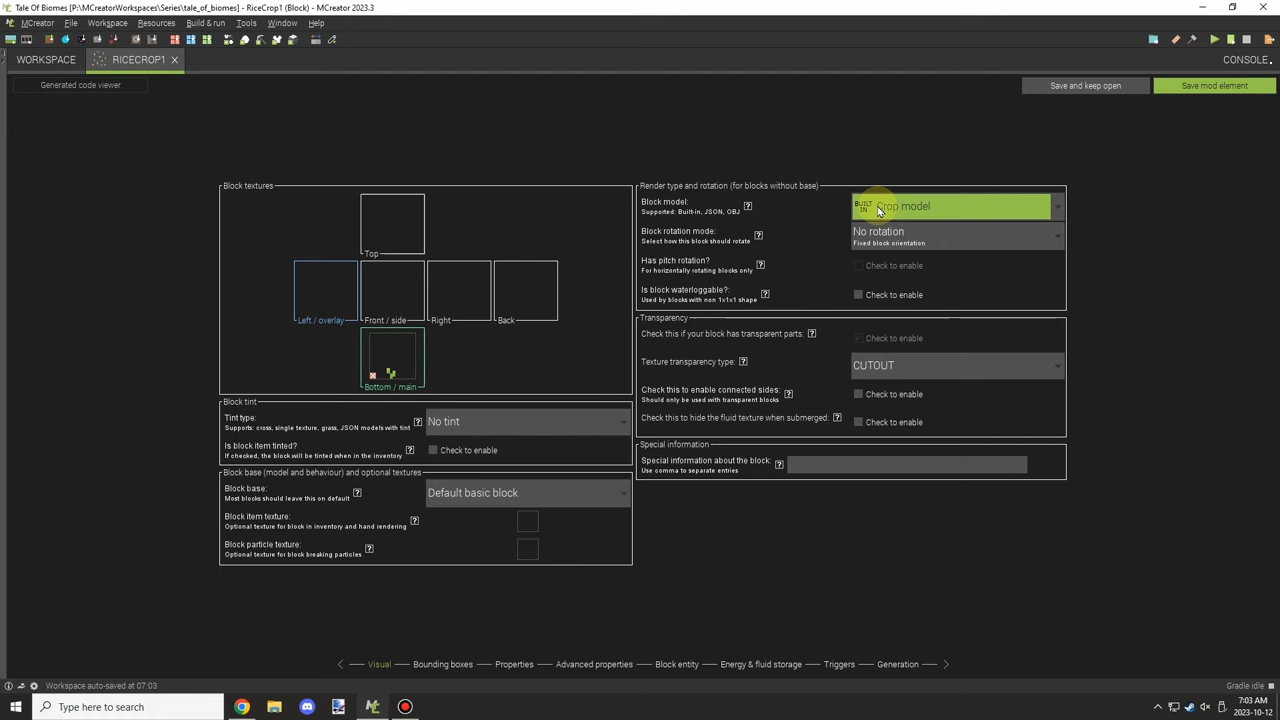 Tale Of Biomes [P:\MCreatorWorkspaces\Series\tale_of_biomes] - RiceCrop1 (Block) - MCreator 2023.3
MCreator File Workspace Resources Build & run Tools Window Help
WORKSPACE RICECROP1 CONSOLE
Generated code viewer Save and keep open Save mod element
Block textures
Top
Left / overlay Front / side Right Back
Bottom / main
Block tint
Tint type: ? No tint
Supports: cross, single texture, grass, JSON models with tint
Is block item tinted? ? Check to enable
If checked, the block will be tinted when in the inventory
Block base (model and behaviour) and optional textures
Block base: ? Default basic block
Most blocks should leave this on default
Block item texture: ?
Optional texture for block in inventory and hand rendering
Block particle texture: ?
Optional texture for block breaking particles
Render type and rotation (for blocks without base)
Block model: ? BUILT IN Crop model
Supported: Built-in, JSON, OBJ
Block rotation mode: ? No rotation
Select how this block should rotate Fixed block orientation
Has pitch rotation? ? Check to enable
For horizontally rotating blocks only
Is block waterloggable?: ? Check to enable
Used by blocks with non 1x1x1 shape
Transparency
Check this if your block has transparent parts: ? Check to enable
Texture transparency type: ? CUTOUT
Check this to enable connected sides: ? Check to enable
Should only be used with transparent blocks
Check this to hide the fluid texture when submerged: ? Check to enable
Special information
Special information about the block: ?
Use comma to separate entries
Visual Bounding boxes Properties Advanced properties Block entity Energy & fluid storage Triggers Generation
Workspace auto-saved at 07:03 Gradle idle
Type here to search 7:03 AM
2023-10-12